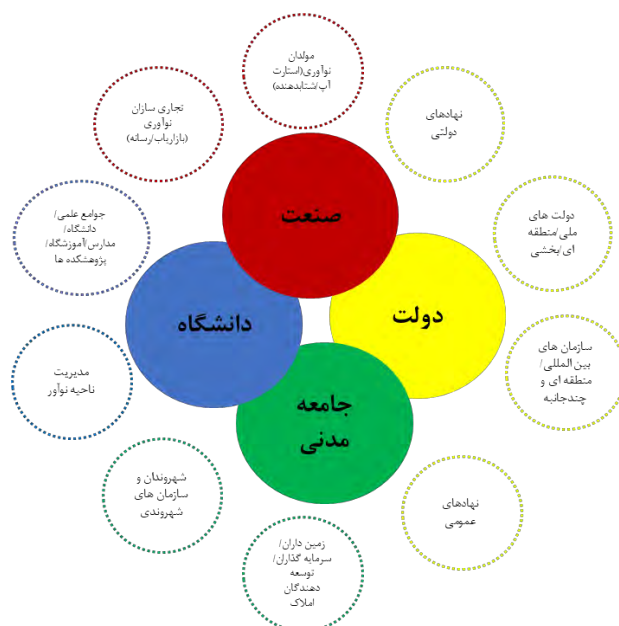 مولدان
نوآوری(استارت
آپ/شتابدهنده)
تجاری سازان
نوآوری
(بازاریاب/رسانه)
نهادهای
دولتی
صنعت
جوامع علمی/
دانشگاه/
مدارس/آموزشگاه/
پژوهشکده ها
دولت های
ملی/منطقه
ای/بخشی
دانشگاه
دولت
مدیریت
ناحیه نوآور
سازمان های
بین المللی/
منطقه ای و
چندجانبه
جامعه
مدنی
شهروندان و
سازمان های
شهروندی
نهادهای
عمومی
زمین داران/
سرمایه گذاران/
توسعه
دهندگان
املاک